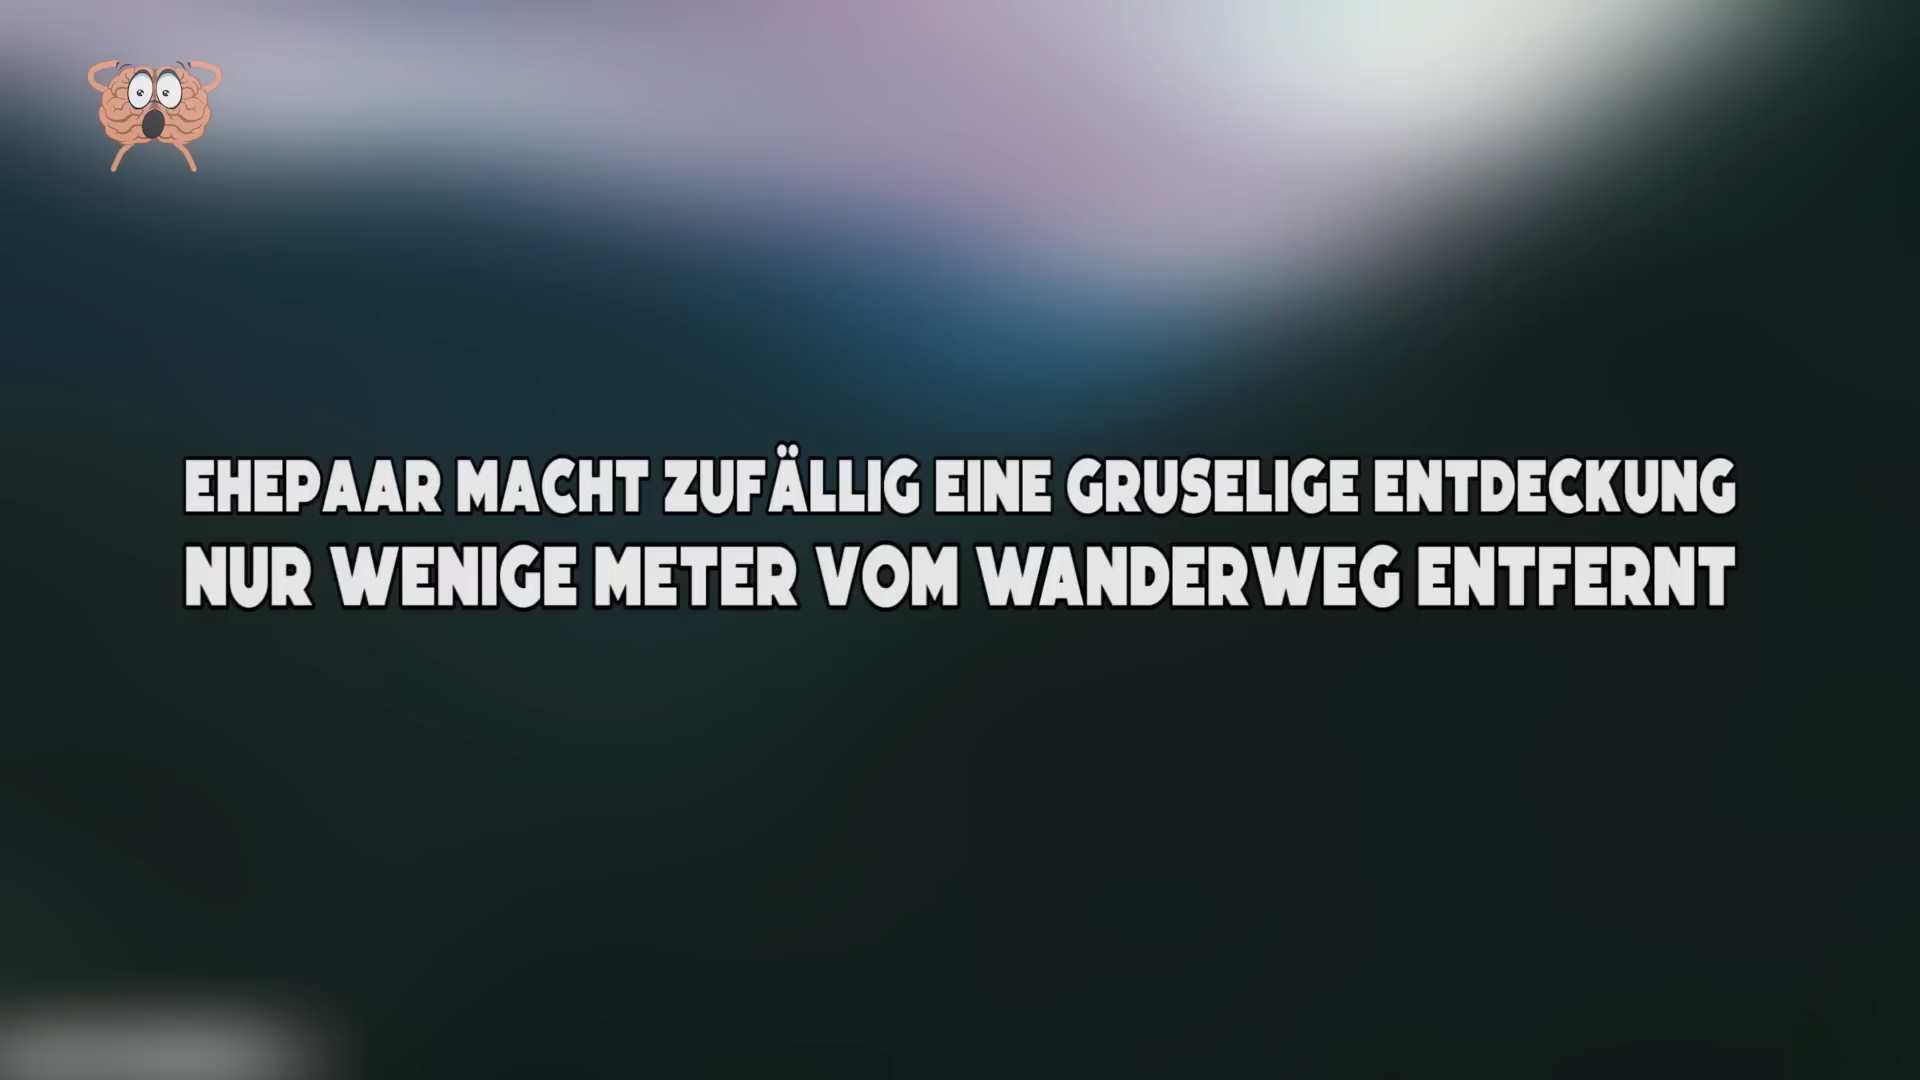 EHEPAAR MACHT ZUFÄLLIG EINE GRUSELIGE ENTDECKUNG
NUR WENIGE METER VOM WANDERWEG ENTFERNT